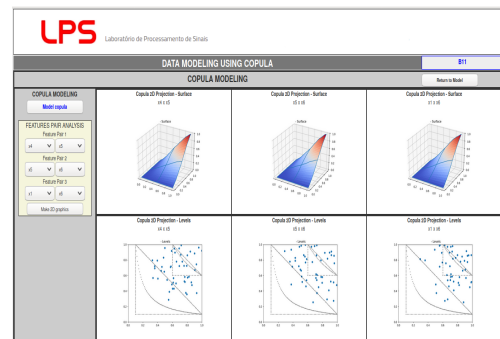 LPS
Laboratório de Processamento de Sinais
DATA MODELING USING COPULA
B11
COPULA MODELING
Return to Model
COPULA MODELING
Model copula
FEATURES PAIR ANALYSIS
Feature Pair 1
x4 x5
Feature Pair 2
x5 x6
Feature Pair 3
x1 x6
Make 2D graphics
Copula 2D Projection - Surface
x4 x x5
Surface
Copula 2D Projection - Surface
x5 x x6
Surface
Copula 2D Projection - Surface
x1 x x6
Surface
Copula 2D Projection - Levels
x4 x x5
Levels
Copula 2D Projection - Levels
x5 x x6
Levels
Copula 2D Projection - Levels
x1 x x6
Levels